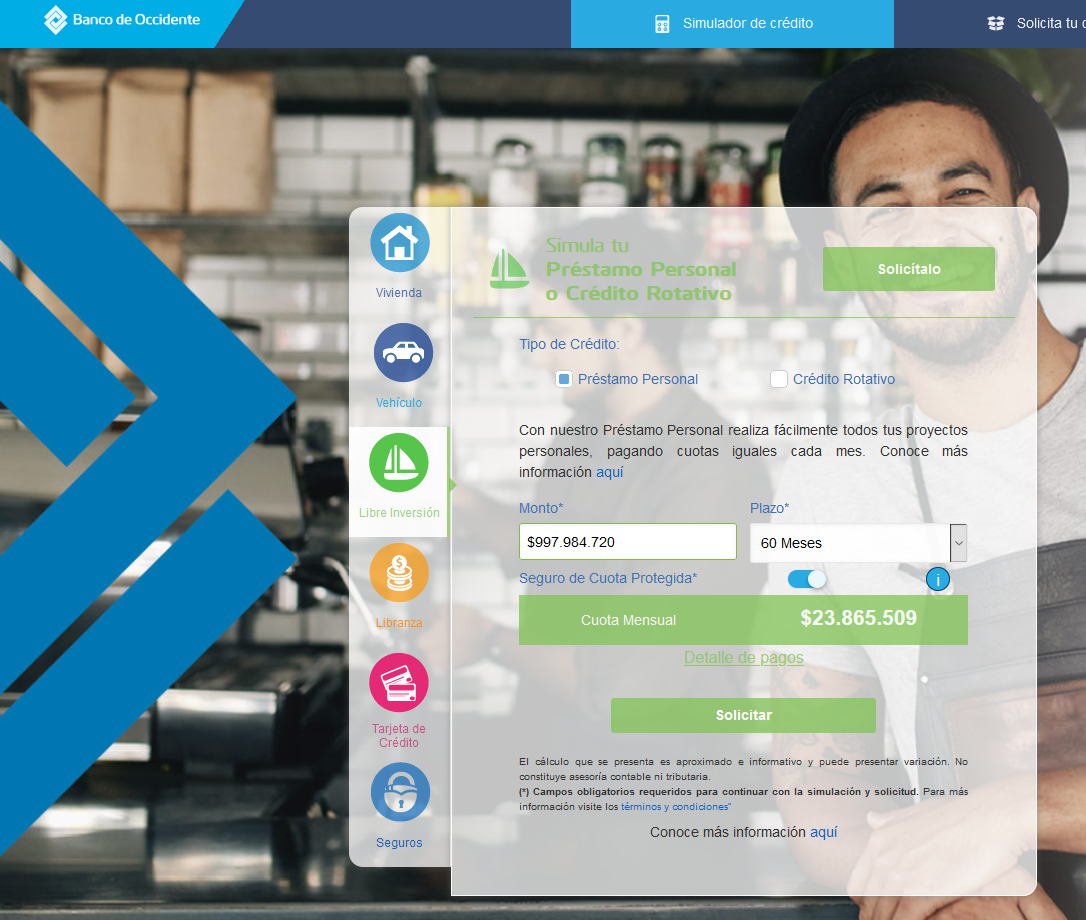 Banco de Occidente
Simulador de crédito
Solicita tu
Vivienda
Vehículo
Libre Inversión
Libranza
Tarjeta de
Crédito
Seguros
Simula tu
Préstamo Personal
o Crédito Rotativo
Solicítalo
Tipo de Crédito:
Préstamo Personal
Crédito Rotativo
Con nuestro Préstamo Personal realiza fácilmente todos tus proyectos
personales, pagando cuotas iguales cada mes. Conoce más
información aquí
Monto*
Plazo*
$997.984.720
60 Meses
Seguro de Cuota Protegida*
i
Cuota Mensual
$23.865.509
Detalle de pagos
Solicitar
El cálculo que se presenta es aproximado e informativo y puede presentar variación. No
constituye asesoría contable ni tributaria.
(*) Campos obligatorios requeridos para continuar con la simulación y solicitud. Para más
información visite los términos y condiciones"
Conoce más información aquí